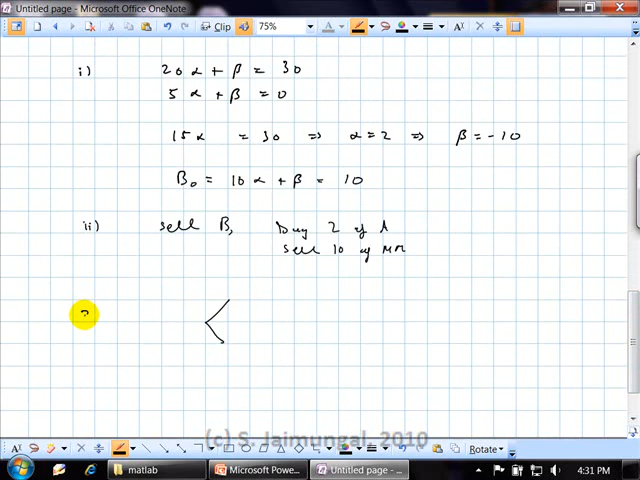 Untitled page - Microsoft Office OneNote
Clip 75%
i) 20 α + β = 30
5 α + β = 0
15 α = 30 ⇒ α = 2 ⇒ β = -10
B₀ = 10 α + β = 10
ii) sell B, Buy 2 of A
Sell 10 of MM
?
(c) S. Jaimungal, 2010
Rotate
matlab Microsoft Powe... Untitled page - ... 4:31 PM